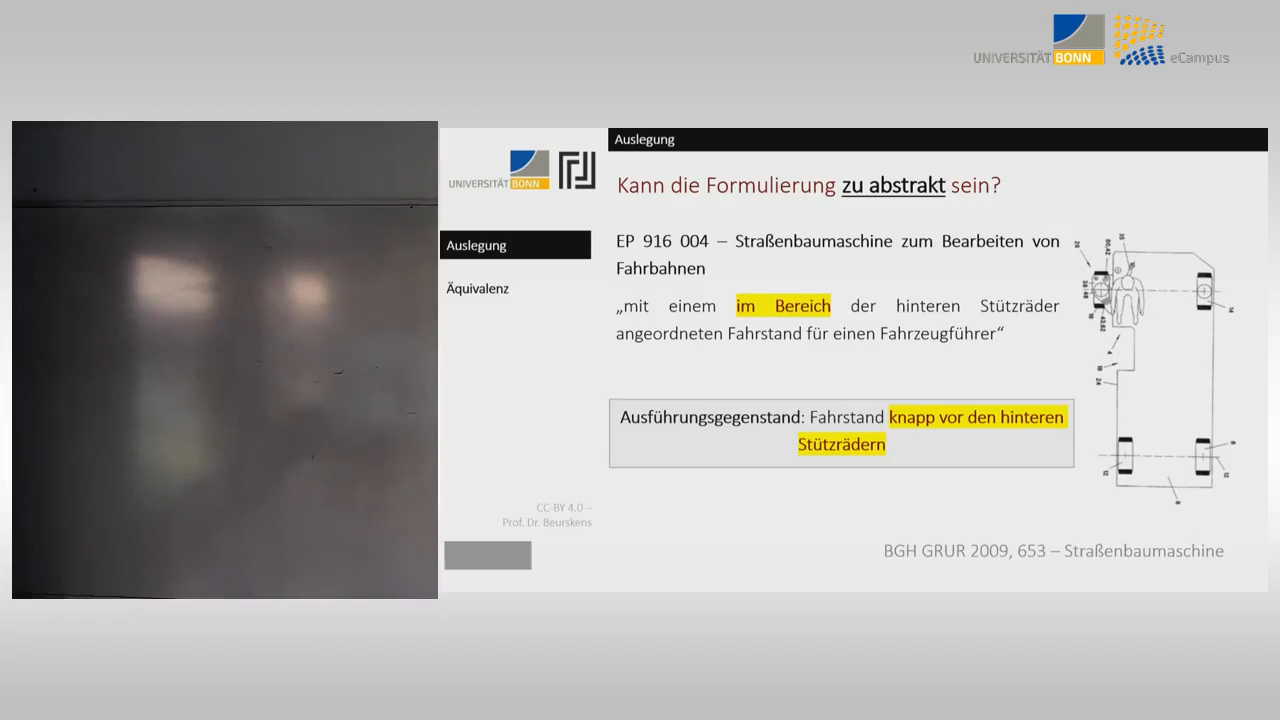 UNIVERSITÄT BONN eCampus
Auslegung
UNIVERSITÄT BONN
Kann die Formulierung zu abstrakt sein?
Auslegung
EP 916 004 – Straßenbaumaschine zum Bearbeiten von
Fahrbahnen
Äquivalenz
„mit einem im Bereich der hinteren Stützräder
angeordneten Fahrstand für einen Fahrzeugführer“
Ausführungsgegenstand: Fahrstand knapp vor den hinteren
Stützrädern
CC-BY 4.0 –
Prof. Dr. Beurskens
BGH GRUR 2009, 653 – Straßenbaumaschine